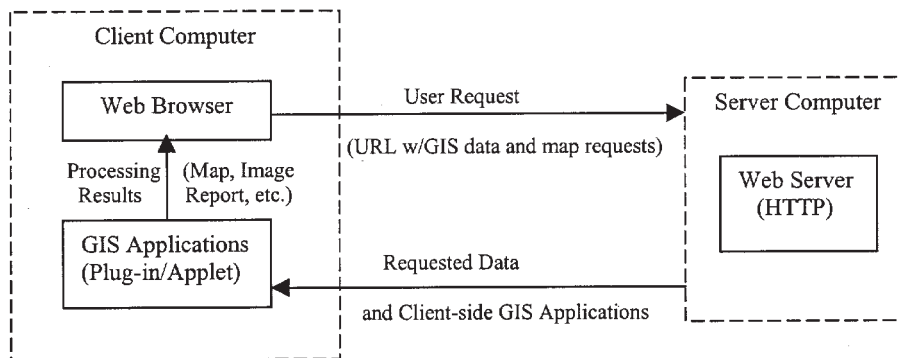 Client Computer
Web Browser
Processing
Results
(Map, Image
Report, etc.)
GIS Applications
(Plug-in/Applet)
User Request
(URL w/GIS data and map requests)
Requested Data
and Client-side GIS Applications
Server Computer
Web Server
(HTTP)